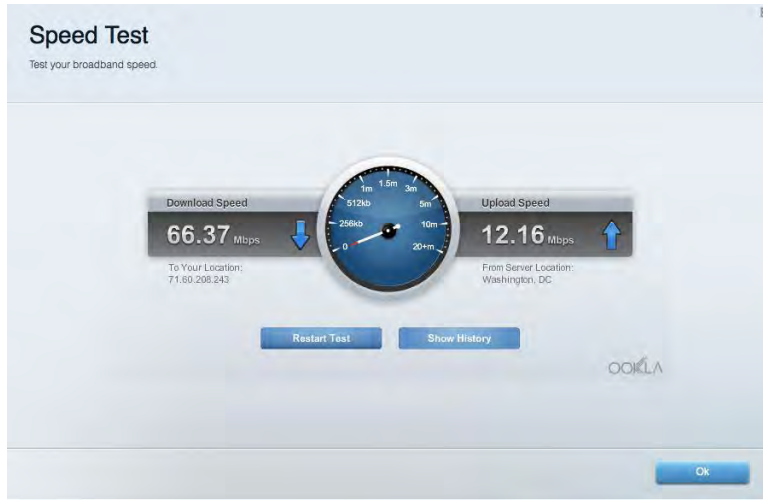 Speed Test
Test your broadband speed.
Download Speed
66.37 Mbps
To Your Location:
71.60.208.243
0
256kb
512kb
1m
1.5m
3m
5m
10m
20+m
Upload Speed
12.16 Mbps
From Server Location:
Washington, DC
Restart Test
Show History
OOKLA
Ok